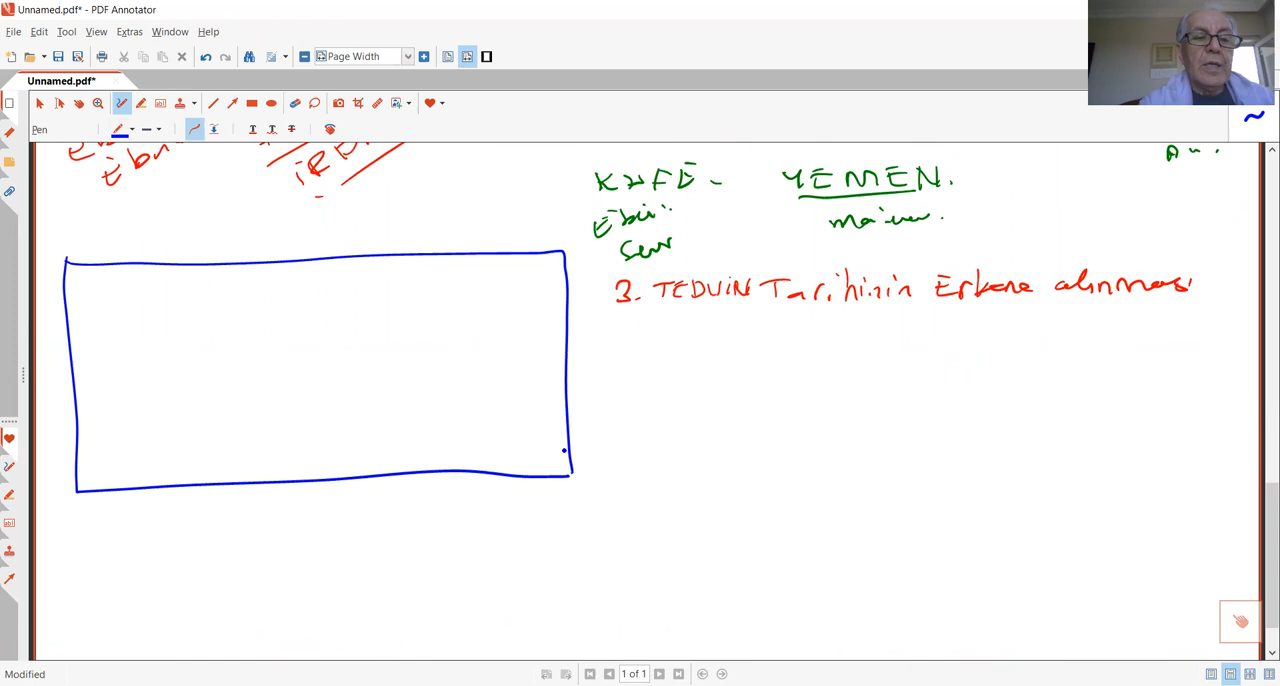 Unnamed.pdf* - PDF Annotator
File Edit Tool View Extras Window Help
Page Width
Unnamed.pdf*
Pen
KUFE - YEMEN.
3. TEDVİN Tarihinin Erkene alınması
Modified
1 of 1